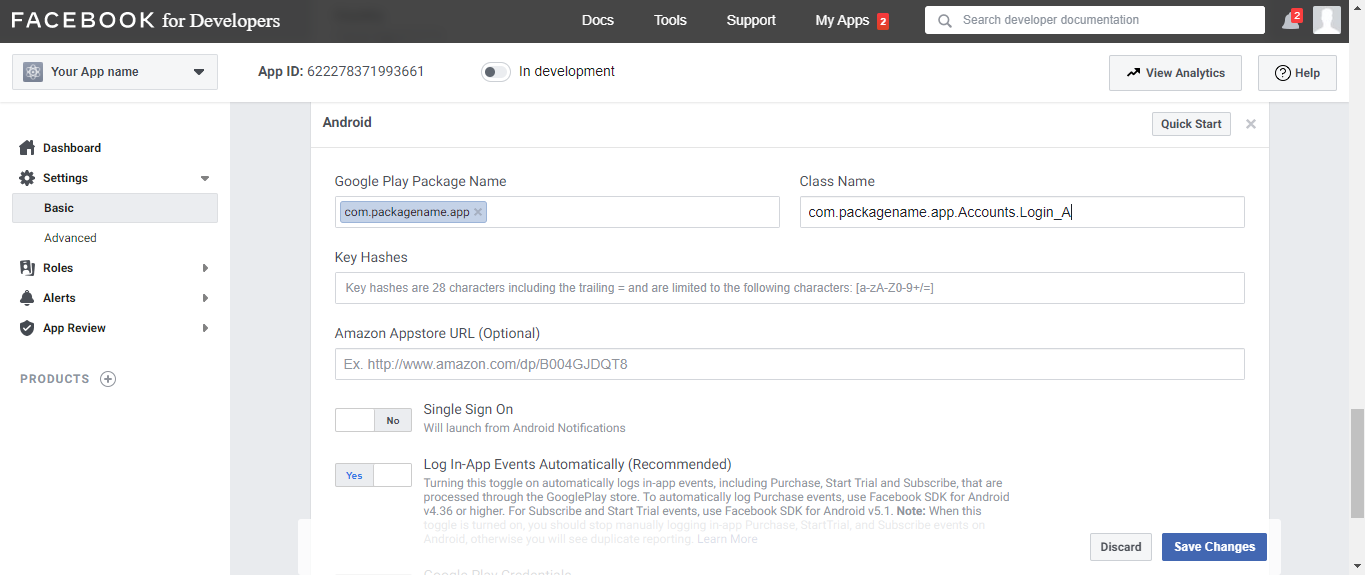 FACEBOOK for Developers
Docs
Tools
Support
My Apps 2
Search developer documentation
2
Your App name
App ID: 622278371993661
In development
View Analytics
Help
Dashboard
Settings
Basic
Advanced
Roles
Alerts
App Review
PRODUCTS
Android
Quick Start
Google Play Package Name
Class Name
com.packagename.app
com.packagename.app.Accounts.Login_A
Key Hashes
Key hashes are 28 characters including the trailing = and are limited to the following characters: [a-zA-Z0-9+/=]
Amazon Appstore URL (Optional)
Ex. http://www.amazon.com/dp/B004GJDQT8
No
Single Sign On
Will launch from Android Notifications
Yes
Log In-App Events Automatically (Recommended)
Turning this toggle on automatically logs in-app events, including Purchase, Start Trial and Subscribe, that are
processed through the GooglePlay store. To automatically log Purchase events, use Facebook SDK for Android
v4.36 or higher. For Subscribe and Start Trial events, use Facebook SDK for Android v5.1. Note: When this
toggle is turned on, you should stop manually logging in-app Purchase, StartTrial, and Subscribe events on
Android, otherwise you will see duplicate reporting. Learn More
Google Play Credentials
Discard
Save Changes